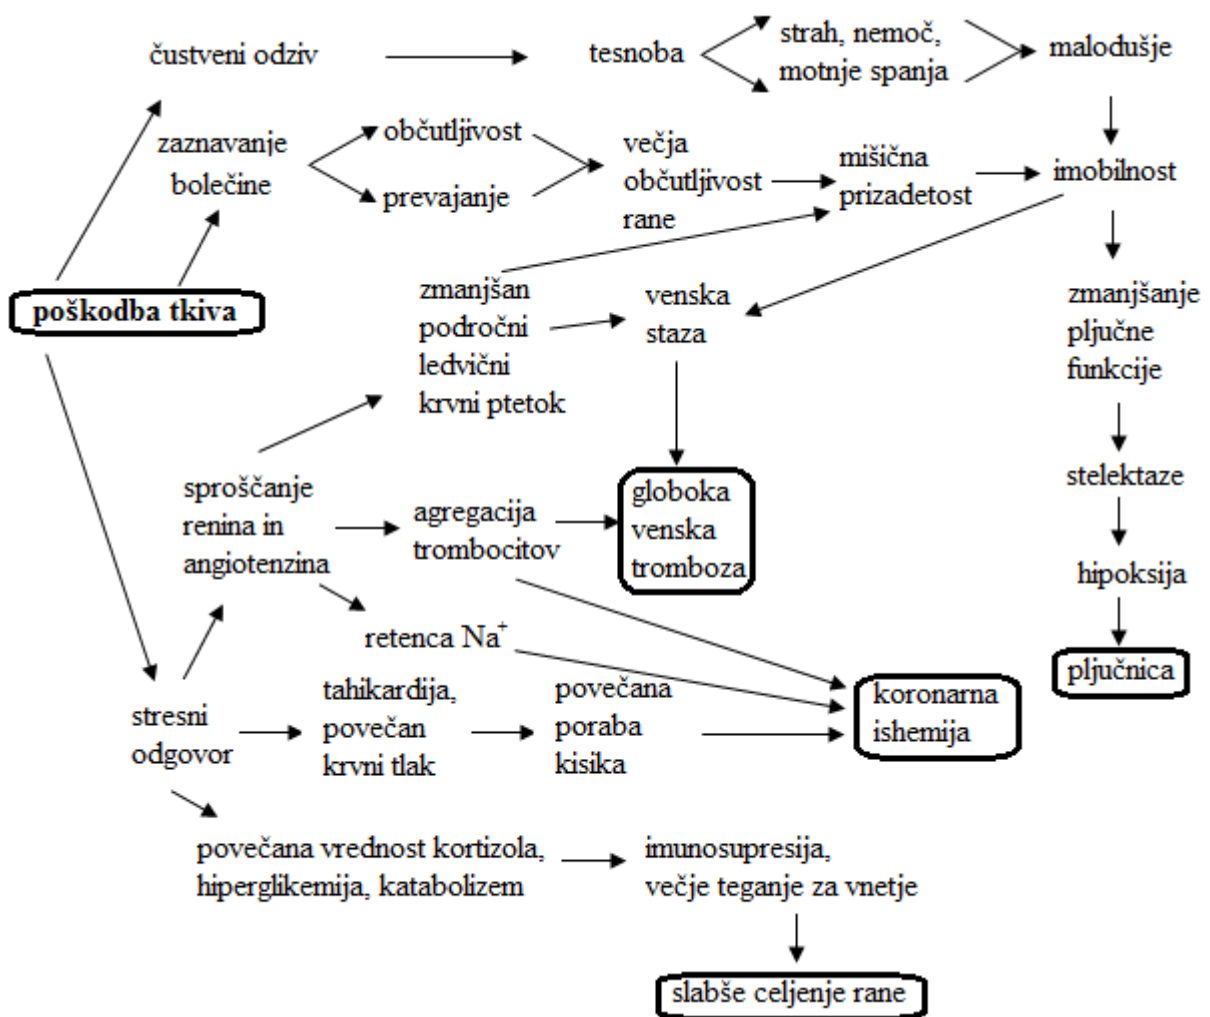 čustveni odziv
tesnoba
strah, nemoč,
motnje spanja
malodušje
zaznavanje
bolečine
občutljivost
prevajanje
večja
občutljivost
rane
mišična
prizadetost
imobilnost
poškodba tkiva
zmanjšan
področni
ledvični
krvni ptetok
venska
staza
zmanjšanje
pljučne
funkcije
sproščanje
renina in
angiotenzina
agregacija
trombocitov
globoka
venska
tromboza
stelektaze
hipoksija
retenca Na⁺
pljučnica
stresni
odgovor
tahikardija,
povečan
krvni tlak
povečana
poraba
kisika
koronarna
ishemija
povečana vrednost kortizola,
hiperglikemija, katabolizem
imunosupresija,
večje teganje za vnetje
slabše celjenje rane